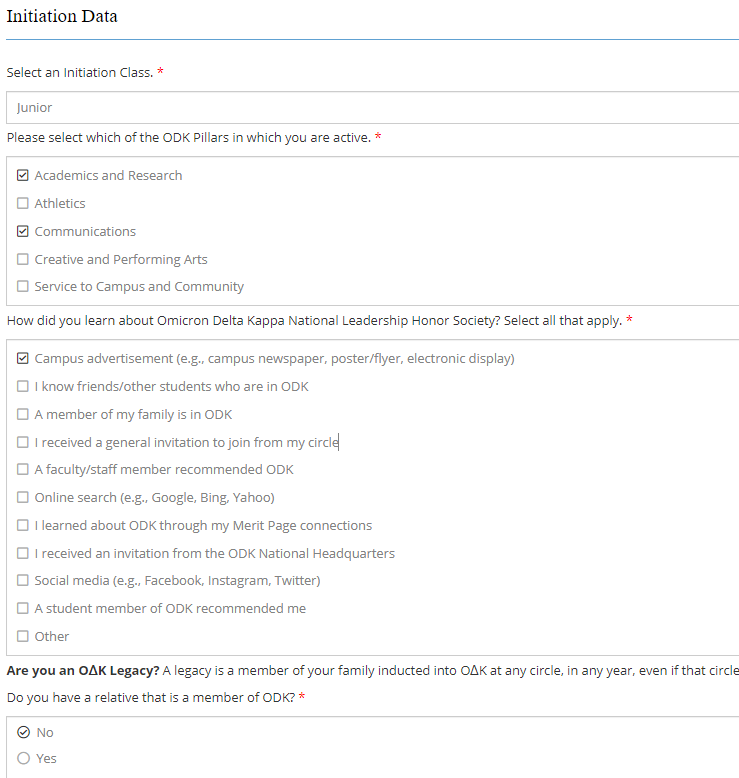 Initiation Data
Select an Initiation Class. *
Junior
Please select which of the ODK Pillars in which you are active. *
Academics and Research
Athletics
Communications
Creative and Performing Arts
Service to Campus and Community
How did you learn about Omicron Delta Kappa National Leadership Honor Society? Select all that apply. *
Campus advertisement (e.g., campus newspaper, poster/flyer, electronic display)
I know friends/other students who are in ODK
A member of my family is in ODK
I received a general invitation to join from my circle
A faculty/staff member recommended ODK
Online search (e.g., Google, Bing, Yahoo)
I learned about ODK through my Merit Page connections
I received an invitation from the ODK National Headquarters
Social media (e.g., Facebook, Instagram, Twitter)
A student member of ODK recommended me
Other
Are you an OΔK Legacy? A legacy is a member of your family inducted into OΔK at any circle, in any year, even if that circle
Do you have a relative that is a member of ODK? *
No
Yes